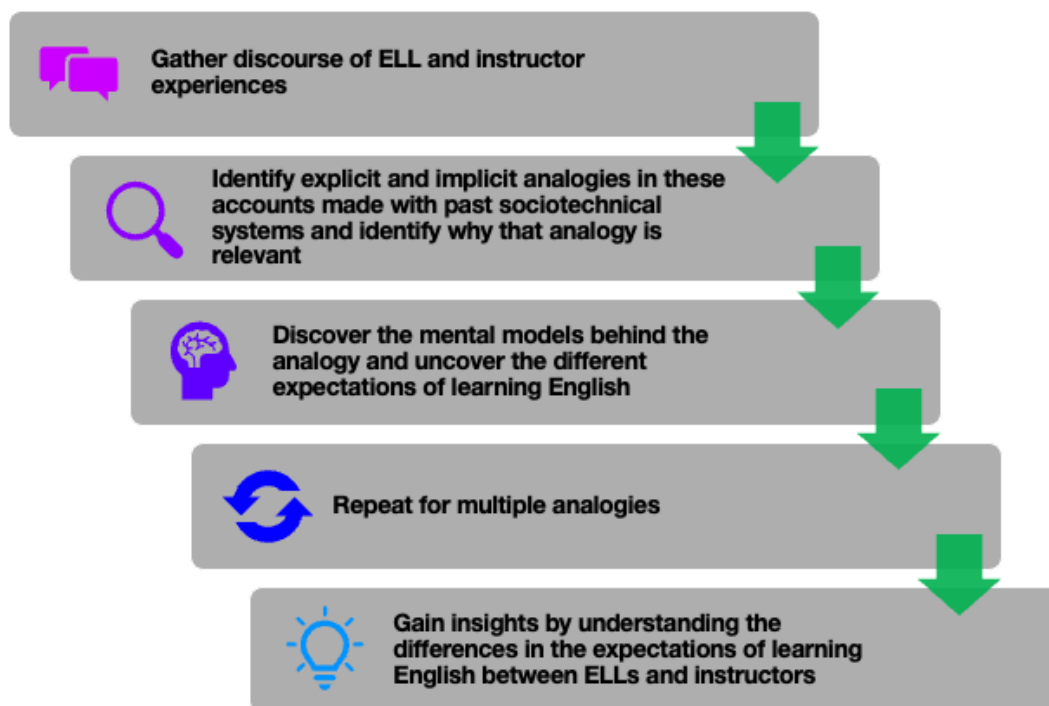 Gather discourse of ELL and instructor
experiences
Identify explicit and implicit analogies in these
accounts made with past sociotechnical
systems and identify why that analogy is
relevant
Discover the mental models behind the
analogy and uncover the different
expectations of learning English
Repeat for multiple analogies
Gain insights by understanding the
differences in the expectations of learning
English between ELLs and instructors